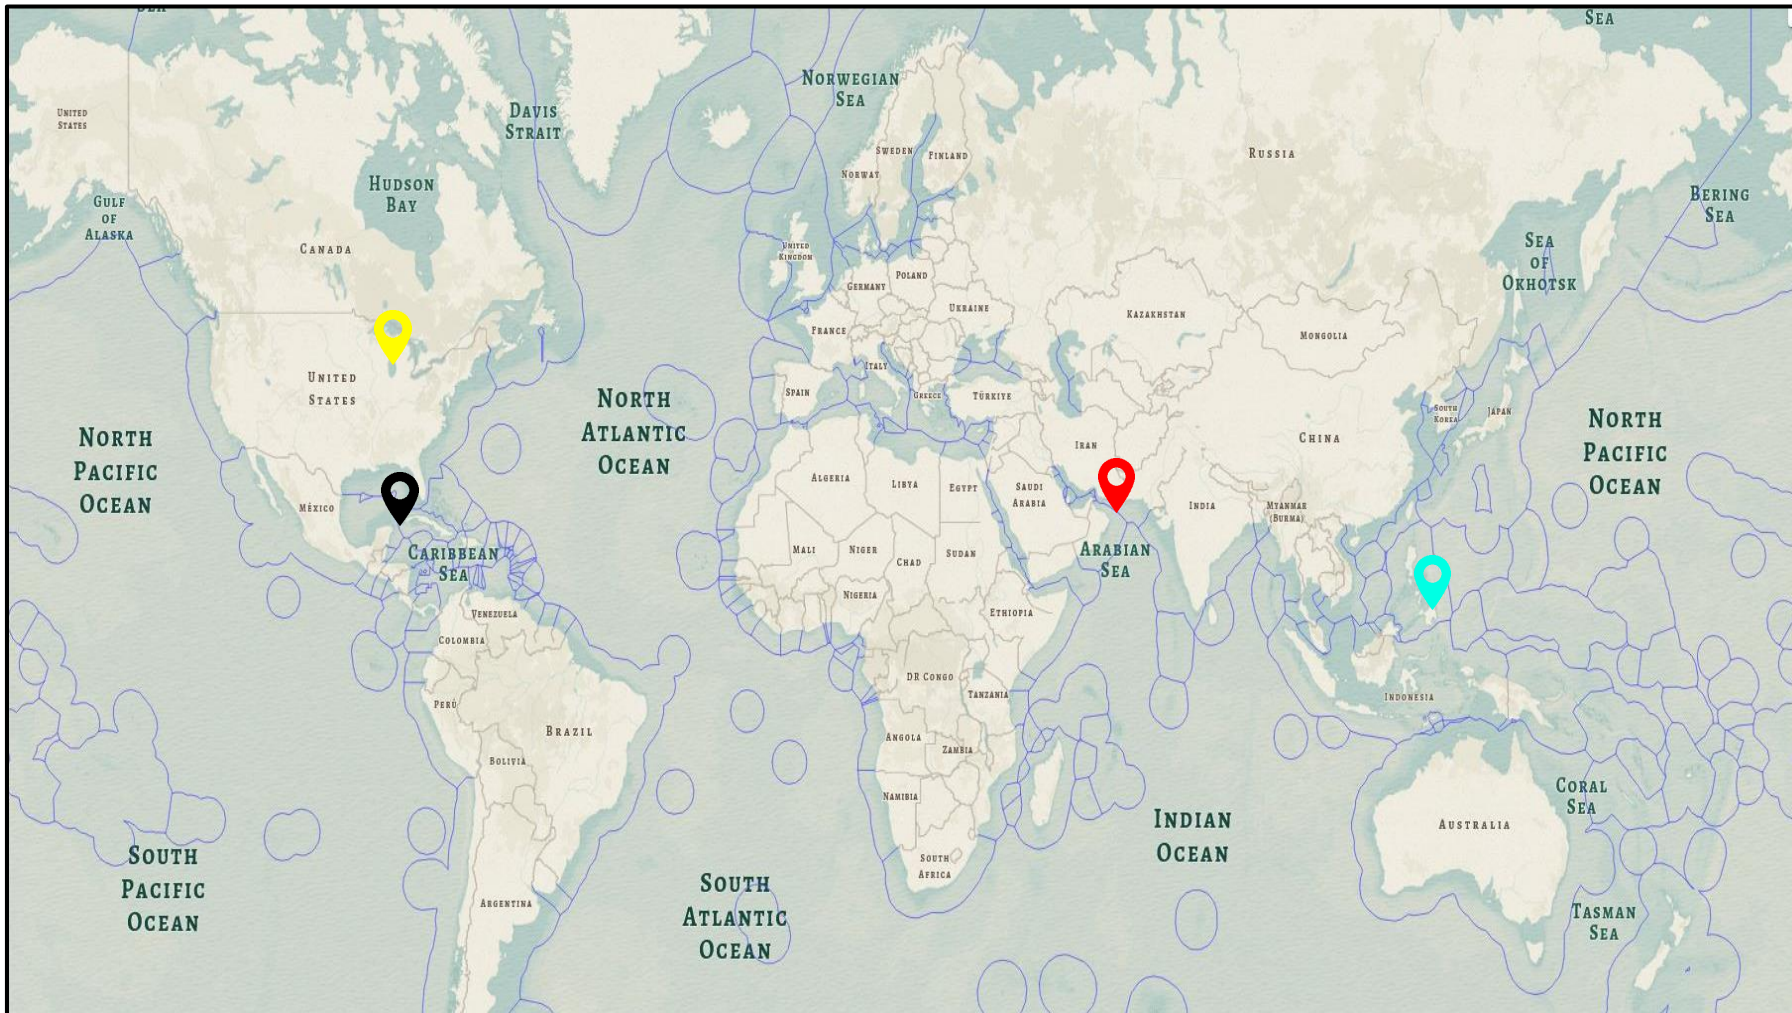 SEA
SEA
NORWEGIAN
SEA
DAVIS
STRAIT
UNITED
STATES
SWEDEN
FINLAND
RUSSIA
NORWAY
HUDSON
BAY
BERING
SEA
GULF
OF
ALASKA
CANADA
UNITED
KINGDOM
SEA
OF
OKHOTSK
POLAND
GERMANY
UKRAINE
KAZAKHSTAN
FRANCE
MONGOLIA
ITALY
UNITED
STATES
SPAIN
GREECE
TÜRKIYE
SOUTH
KOREA
JAPAN
NORTH
ATLANTIC
OCEAN
NORTH
PACIFIC
OCEAN
NORTH
PACIFIC
OCEAN
IRAN
CHINA
ALGERIA
LIBYA
EGYPT
SAUDI
ARABIA
MÉXICO
INDIA
MYANMAR
(BURMA)
CARIBBEAN
SEA
MALI
NIGER
CHAD
SUDAN
ARABIAN
SEA
NIGERIA
ETHIOPIA
VENEZUELA
COLOMBIA
DR CONGO
TANZANIA
INDONESIA
PERÚ
BRAZIL
ANGOLA
ZAMBIA
BOLIVIA
NAMIBIA
CORAL
SEA
INDIAN
OCEAN
AUSTRALIA
SOUTH
PACIFIC
OCEAN
SOUTH
AFRICA
SOUTH
ATLANTIC
OCEAN
ARGENTINA
TASMAN
SEA